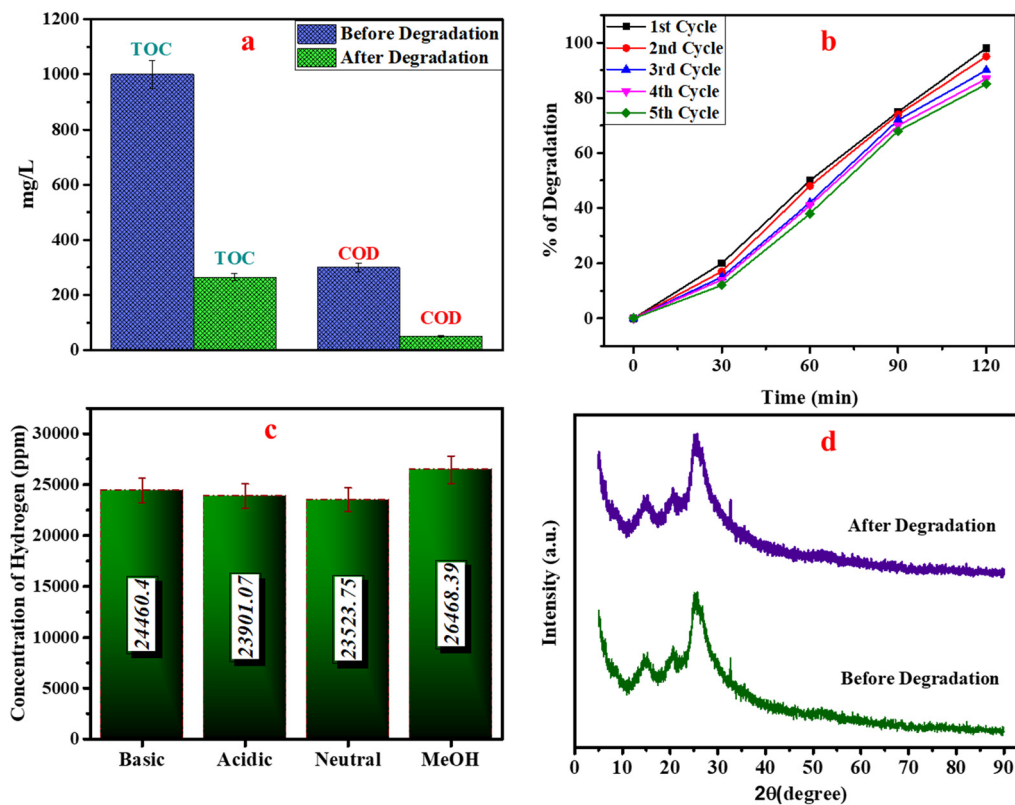 a
Before Degradation
After Degradation
TOC
TOC
COD
COD
mg/L
1200
1000
800
600
400
200
0
b
1st Cycle
2nd Cycle
3rd Cycle
4th Cycle
5th Cycle
% of Degradation
100
80
60
40
20
0
0 30 60 90 120
Time (min)
c
Concentration of Hydrogen (ppm)
30000
25000
20000
15000
10000
5000
0
24460.4
23901.07
23523.75
26468.39
Basic Acidic Neutral MeOH
d
After Degradation
Before Degradation
Intensity (a.u.)
0 10 20 30 40 50 60 70 80 90
2θ(degree)